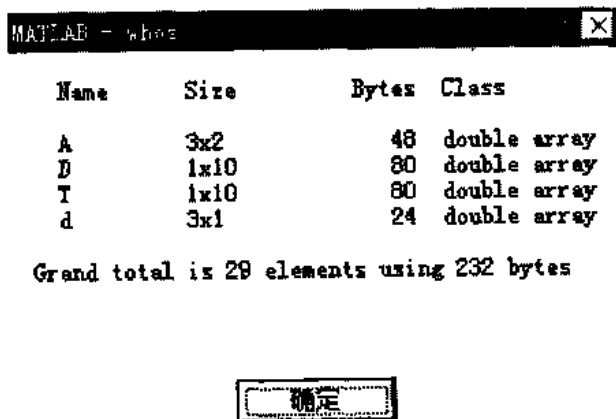 MATLAB - whos
Name Size Bytes Class
A 3x2 48 double array
D 1x10 80 double array
T 1x10 80 double array
d 3x1 24 double array
Grand total is 29 elements using 232 bytes
确定